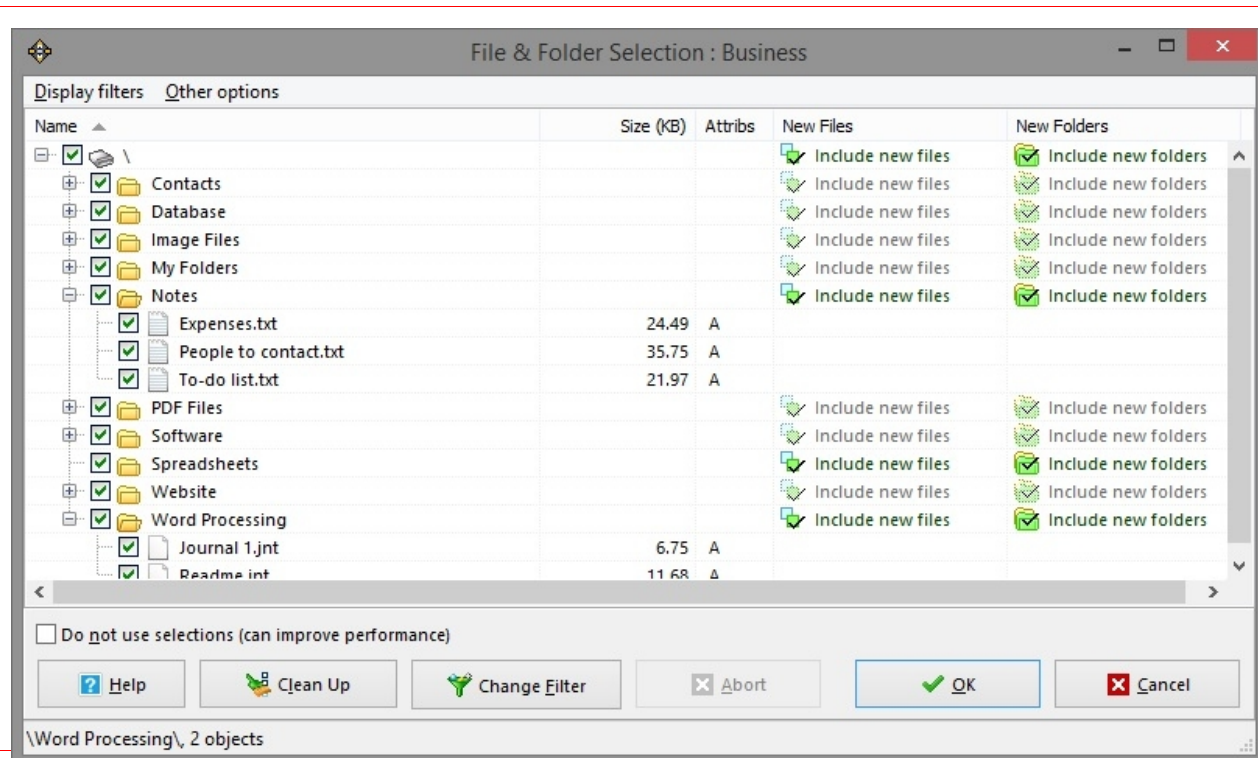 File & Folder Selection : Business
Display filters Other options
Name Size (KB) Attribs New Files New Folders
\ Include new files Include new folders
Contacts Include new files Include new folders
Database Include new files Include new folders
Image Files Include new files Include new folders
My Folders Include new files Include new folders
Notes Include new files Include new folders
Expenses.txt 24.49 A
People to contact.txt 35.75 A
To-do list.txt 21.97 A
PDF Files Include new files Include new folders
Software Include new files Include new folders
Spreadsheets Include new files Include new folders
Website Include new files Include new folders
Word Processing Include new files Include new folders
Journal 1.jnt 6.75 A
Readme.jnt 11.68 A
Do not use selections (can improve performance)
Help Clean Up Change Filter Abort OK Cancel
\Word Processing\, 2 objects